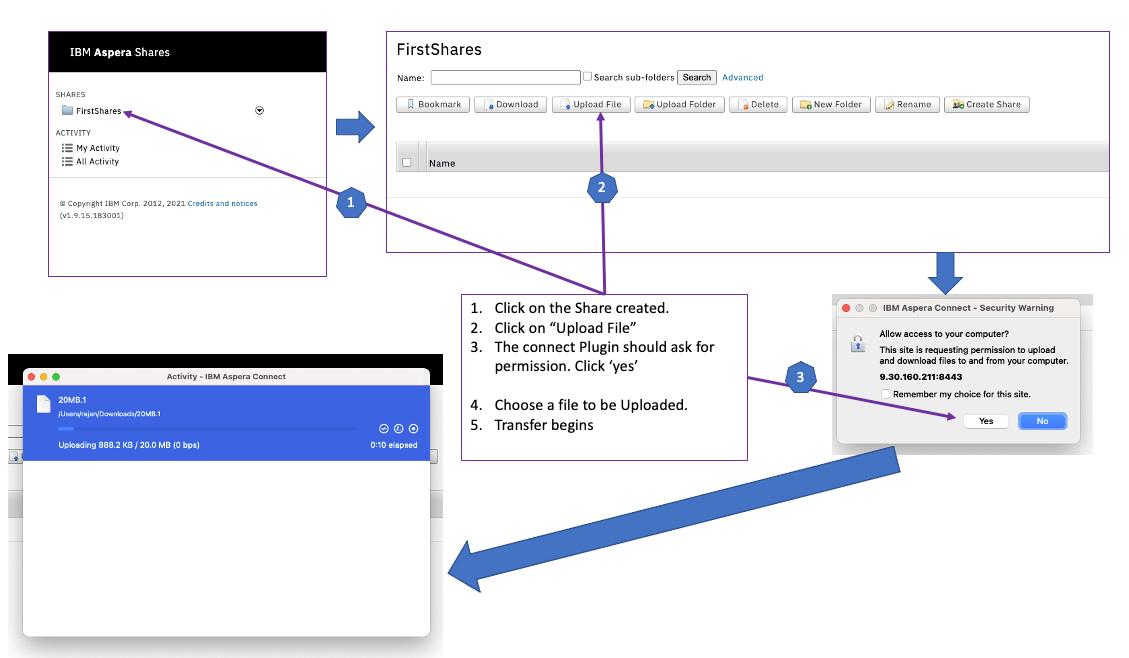 IBM Aspera Shares
SHARES
FirstShares
ACTIVITY
My Activity
All Activity
© Copyright IBM Corp. 2012, 2021 Credits and notices
(v1.9.15.183001)
1
FirstShares
Name:
Search sub-folders Search Advanced
Bookmark Download Upload File Upload Folder Delete New Folder Rename Create Share
Name
2
1. Click on the Share created.
2. Click on “Upload File”
3. The connect Plugin should ask for
permission. Click ‘yes’
4. Choose a file to be Uploaded.
5. Transfer begins
3
IBM Aspera Connect - Security Warning
Allow access to your computer?
This site is requesting permission to upload
and download files to and from your computer.
9.30.160.211:8443
Remember my choice for this site.
Yes No
Activity - IBM Aspera Connect
20MB.1
/Users/rajan/Downloads/20MB.1
Uploading 888.2 KB / 20.0 MB (0 bps) 0:10 elapsed